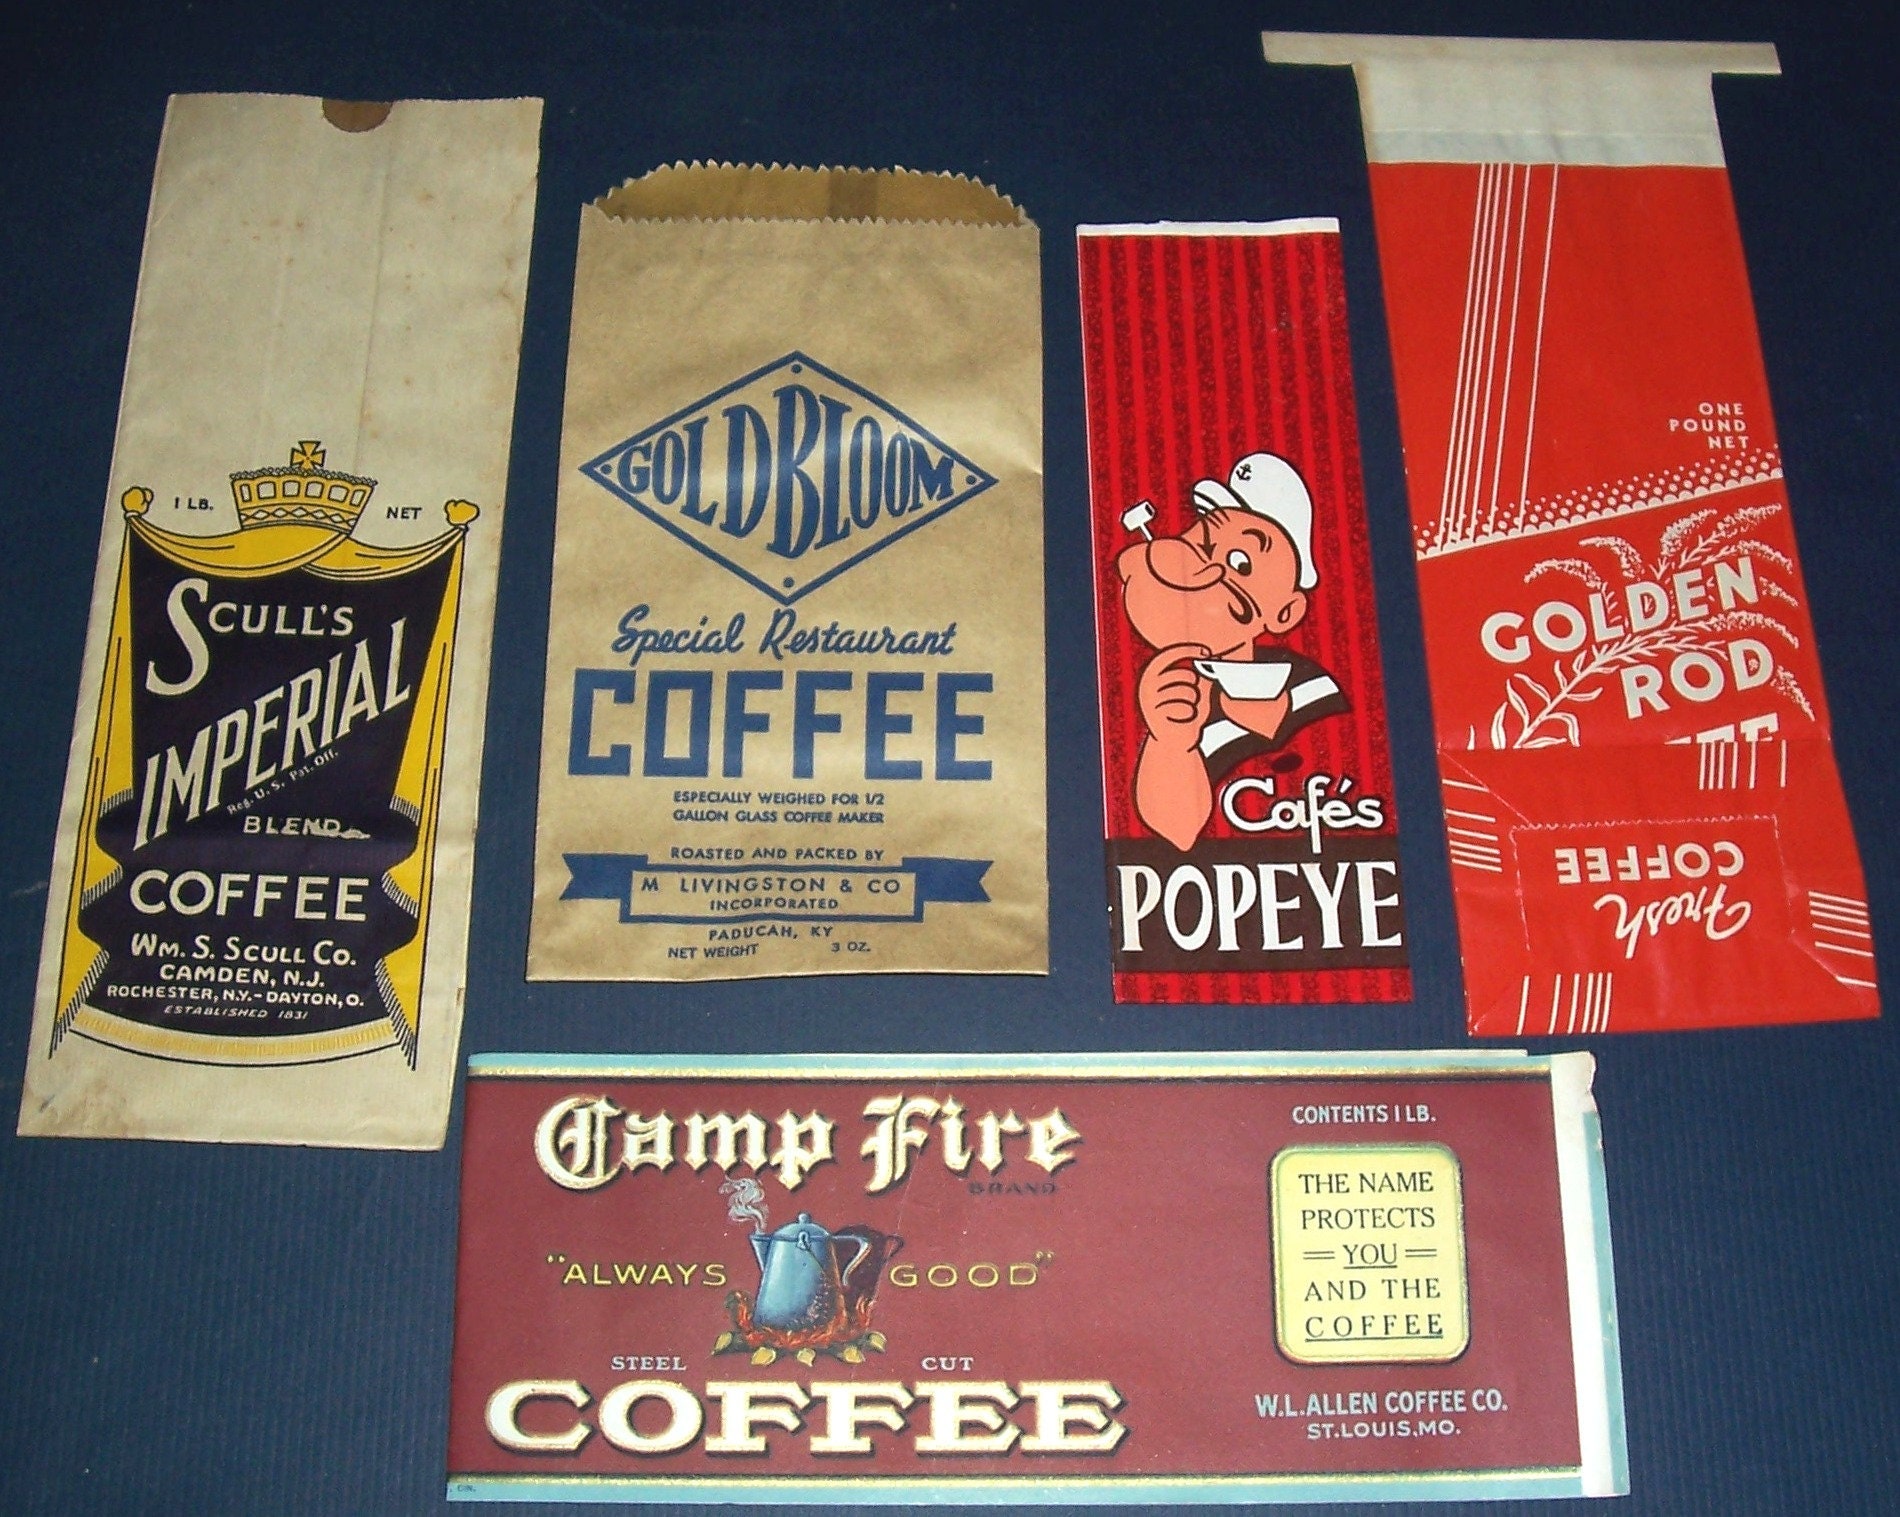 1 LB. NET
SCULL'S
IMPERIAL
Reg. U.S. Pat. Off.
BLEND
COFFEE
WM. S. SCULL CO.
CAMDEN, N.J.
ROCHESTER, N.Y.-DAYTON, O.
ESTABLISHED 1831
GOLD BLOOM
Special Restaurant
COFFEE
ESPECIALLY WEIGHED FOR 1/2
GALLON GLASS COFFEE MAKER
ROASTED AND PACKED BY
M LIVINGSTON & CO
INCORPORATED
PADUCAH, KY
NET WEIGHT 3 OZ.
Cafés
POPEYE
ONE
POUND
NET
GOLDEN
ROD
Fresh
COFFEE
Camp Fire
BRAND
"ALWAYS GOOD"
STEEL CUT
COFFEE
CONTENTS 1 LB.
THE NAME
PROTECTS
YOU
AND THE
COFFEE
W.L.ALLEN COFFEE CO.
ST.LOUIS,MO.